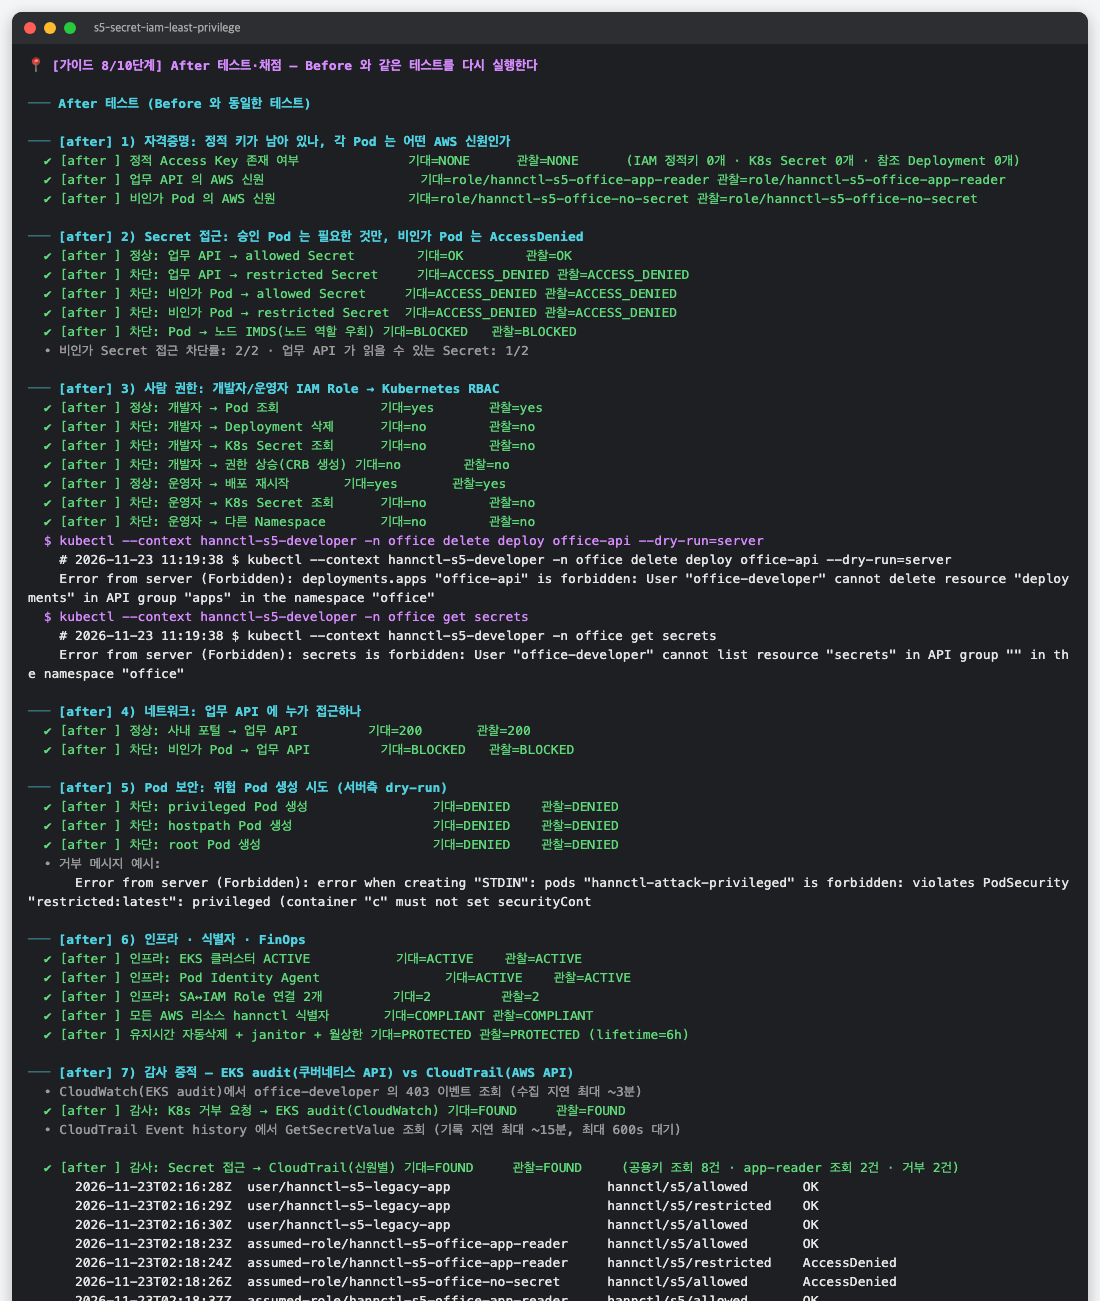 s5-secret-iam-least-privilege
[가이드 8/10단계] After 테스트·채점 — Before 와 같은 테스트를 다시 실행한다
── After 테스트 (Before 와 동일한 테스트)
── [after] 1) 자격증명: 정적 키가 남아 있나, 각 Pod 는 어떤 AWS 신원인가
✔ [after ] 정적 Access Key 존재 여부 기대=NONE 관찰=NONE (IAM 정적키 0개 · K8s Secret 0개 · 참조 Deployment 0개)
✔ [after ] 업무 API 의 AWS 신원 기대=role/hannctl-s5-office-app-reader 관찰=role/hannctl-s5-office-app-reader
✔ [after ] 비인가 Pod 의 AWS 신원 기대=role/hannctl-s5-office-no-secret 관찰=role/hannctl-s5-office-no-secret
── [after] 2) Secret 접근: 승인 Pod 는 필요한 것만, 비인가 Pod 는 AccessDenied
✔ [after ] 정상: 업무 API → allowed Secret 기대=OK 관찰=OK
✔ [after ] 차단: 업무 API → restricted Secret 기대=ACCESS_DENIED 관찰=ACCESS_DENIED
✔ [after ] 차단: 비인가 Pod → allowed Secret 기대=ACCESS_DENIED 관찰=ACCESS_DENIED
✔ [after ] 차단: 비인가 Pod → restricted Secret 기대=ACCESS_DENIED 관찰=ACCESS_DENIED
✔ [after ] 차단: Pod → 노드 IMDS(노드 역할 우회) 기대=BLOCKED 관찰=BLOCKED
• 비인가 Secret 접근 차단률: 2/2 · 업무 API 가 읽을 수 있는 Secret: 1/2
── [after] 3) 사람 권한: 개발자/운영자 IAM Role → Kubernetes RBAC
✔ [after ] 정상: 개발자 → Pod 조회 기대=yes 관찰=yes
✔ [after ] 차단: 개발자 → Deployment 삭제 기대=no 관찰=no
✔ [after ] 차단: 개발자 → K8s Secret 조회 기대=no 관찰=no
✔ [after ] 차단: 개발자 → 권한 상승(CRB 생성) 기대=no 관찰=no
✔ [after ] 정상: 운영자 → 배포 재시작 기대=yes 관찰=yes
✔ [after ] 차단: 운영자 → K8s Secret 조회 기대=no 관찰=no
✔ [after ] 차단: 운영자 → 다른 Namespace 기대=no 관찰=no
$ kubectl --context hannctl-s5-developer -n office delete deploy office-api --dry-run=server
# 2026-11-23 11:19:38 $ kubectl --context hannctl-s5-developer -n office delete deploy office-api --dry-run=server
Error from server (Forbidden): deployments.apps "office-api" is forbidden: User "office-developer" cannot delete resource "deploy
ments" in API group "apps" in the namespace "office"
$ kubectl --context hannctl-s5-developer -n office get secrets
# 2026-11-23 11:19:38 $ kubectl --context hannctl-s5-developer -n office get secrets
Error from server (Forbidden): secrets is forbidden: User "office-developer" cannot list resource "secrets" in API group "" in th
e namespace "office"
── [after] 4) 네트워크: 업무 API 에 누가 접근하나
✔ [after ] 정상: 사내 포털 → 업무 API 기대=200 관찰=200
✔ [after ] 차단: 비인가 Pod → 업무 API 기대=BLOCKED 관찰=BLOCKED
── [after] 5) Pod 보안: 위험 Pod 생성 시도 (서버측 dry-run)
✔ [after ] 차단: privileged Pod 생성 기대=DENIED 관찰=DENIED
✔ [after ] 차단: hostpath Pod 생성 기대=DENIED 관찰=DENIED
✔ [after ] 차단: root Pod 생성 기대=DENIED 관찰=DENIED
• 거부 메시지 예시:
Error from server (Forbidden): error when creating "STDIN": pods "hannctl-attack-privileged" is forbidden: violates PodSecurity
"restricted:latest": privileged (container "c" must not set securityCont
── [after] 6) 인프라 · 식별자 · FinOps
✔ [after ] 인프라: EKS 클러스터 ACTIVE 기대=ACTIVE 관찰=ACTIVE
✔ [after ] 인프라: Pod Identity Agent 기대=ACTIVE 관찰=ACTIVE
✔ [after ] 인프라: SA↔IAM Role 연결 2개 기대=2 관찰=2
✔ [after ] 모든 AWS 리소스 hannctl 식별자 기대=COMPLIANT 관찰=COMPLIANT
✔ [after ] 유지시간 자동삭제 + janitor + 월상한 기대=PROTECTED 관찰=PROTECTED (lifetime=6h)
── [after] 7) 감사 증적 — EKS audit(쿠버네티스 API) vs CloudTrail(AWS API)
• CloudWatch(EKS audit)에서 office-developer 의 403 이벤트 조회 (수집 지연 최대 ~3분)
✔ [after ] 감사: K8s 거부 요청 → EKS audit(CloudWatch) 기대=FOUND 관찰=FOUND
• CloudTrail Event history 에서 GetSecretValue 조회 (기록 지연 최대 ~15분, 최대 600s 대기)
✔ [after ] 감사: Secret 접근 → CloudTrail(신원별) 기대=FOUND 관찰=FOUND (공용키 조회 8건 · app-reader 조회 2건 · 거부 2건)
2026-11-23T02:16:28Z user/hannctl-s5-legacy-app hannctl/s5/allowed OK
2026-11-23T02:16:29Z user/hannctl-s5-legacy-app hannctl/s5/restricted OK
2026-11-23T02:16:30Z user/hannctl-s5-legacy-app hannctl/s5/allowed OK
2026-11-23T02:18:23Z assumed-role/hannctl-s5-office-app-reader hannctl/s5/allowed OK
2026-11-23T02:18:24Z assumed-role/hannctl-s5-office-app-reader hannctl/s5/restricted AccessDenied
2026-11-23T02:18:26Z assumed-role/hannctl-s5-office-no-secret hannctl/s5/allowed AccessDenied
2026-11-23T02:18:37Z assumed-role/hannctl-s5-office-app-reader hannctl/s5/allowed OK